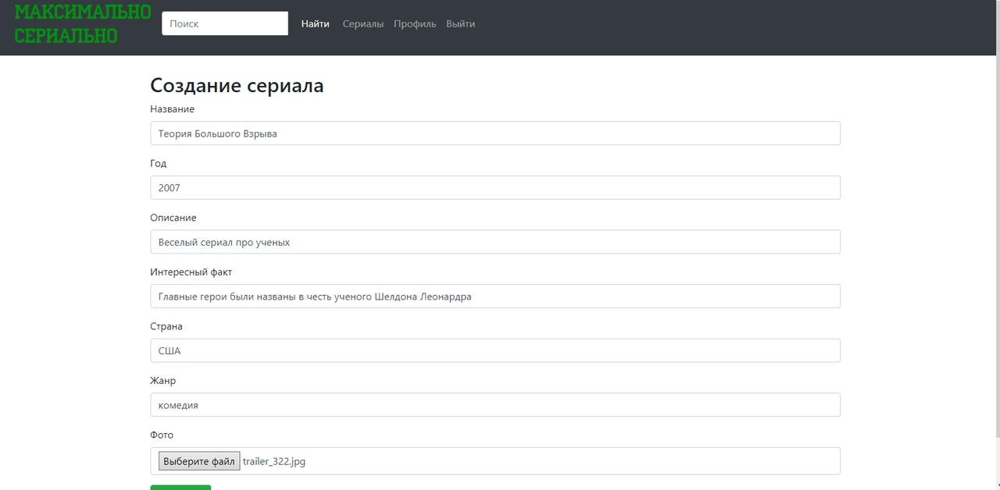 МАКСИМАЛЬНО
СЕРИАЛЬНО
Поиск Найти Сериалы Профиль Выйти
Создание сериала
Название
Теория Большого Взрыва
Год
2007
Описание
Веселый сериал про ученых
Интересный факт
Главные герои были названы в честь ученого Шелдона Леонардра
Страна
США
Жанр
комедия
Фото
Выберите файл trailer_322.jpg